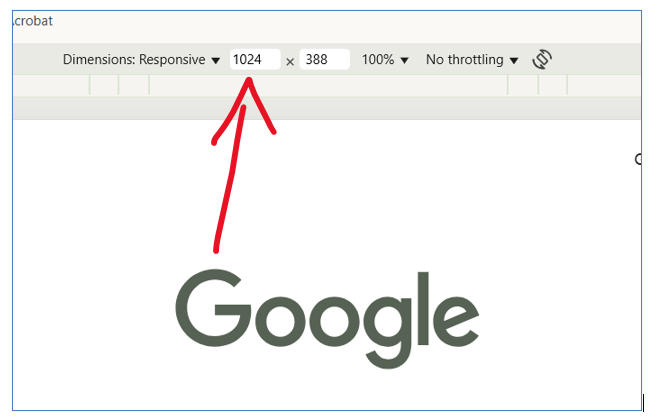 crobat
Dimensions: Responsive ▼ 1024 × 388 100% ▼ No throttling ▼
Google